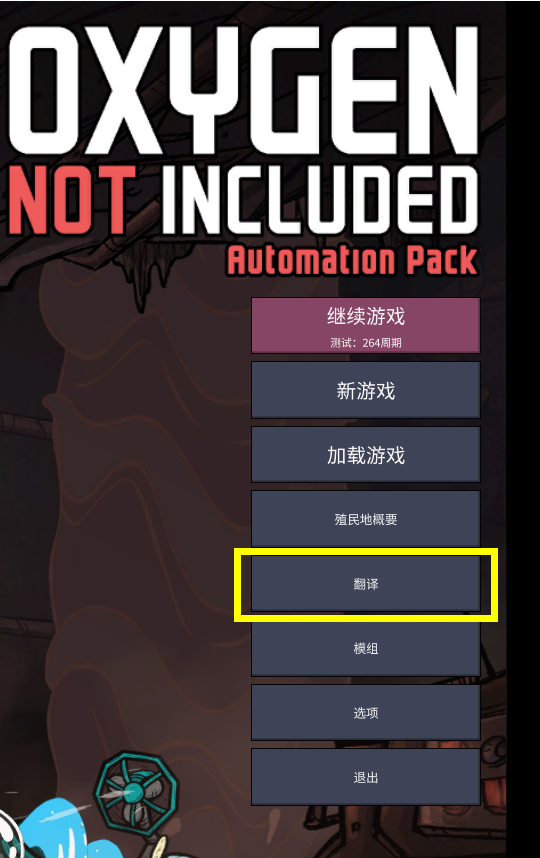 OXYGEN
NOT INCLUDED
Automation Pack
继续游戏
测试：264周期
新游戏
加载游戏
殖民地概要
翻译
模组
选项
退出